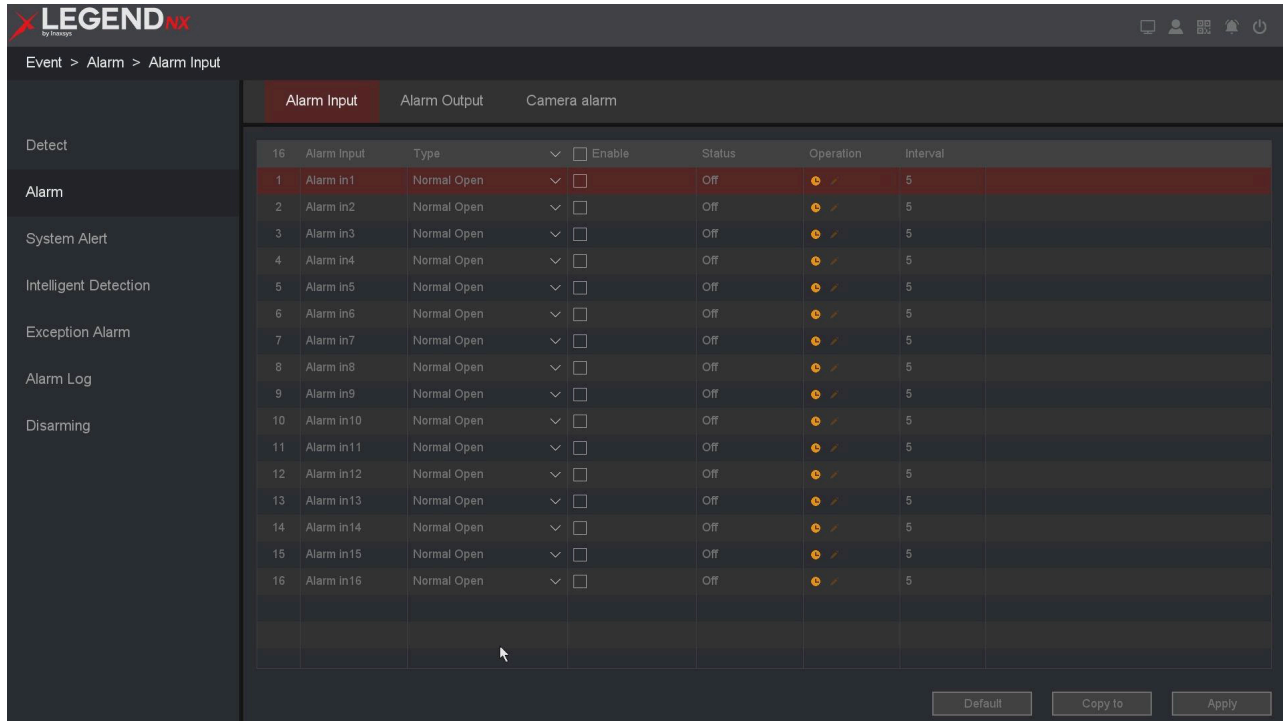 LEGEND NX
by Inaxsys
Event > Alarm > Alarm Input
Alarm Input Alarm Output Camera alarm
Detect
Alarm
System Alert
Intelligent Detection
Exception Alarm
Alarm Log
Disarming
16 Alarm Input Type Enable Status Operation Interval
1 Alarm in1 Normal Open Off 5
2 Alarm in2 Normal Open Off 5
3 Alarm in3 Normal Open Off 5
4 Alarm in4 Normal Open Off 5
5 Alarm in5 Normal Open Off 5
6 Alarm in6 Normal Open Off 5
7 Alarm in7 Normal Open Off 5
8 Alarm in8 Normal Open Off 5
9 Alarm in9 Normal Open Off 5
10 Alarm in10 Normal Open Off 5
11 Alarm in11 Normal Open Off 5
12 Alarm in12 Normal Open Off 5
13 Alarm in13 Normal Open Off 5
14 Alarm in14 Normal Open Off 5
15 Alarm in15 Normal Open Off 5
16 Alarm in16 Normal Open Off 5
Default Copy to Apply